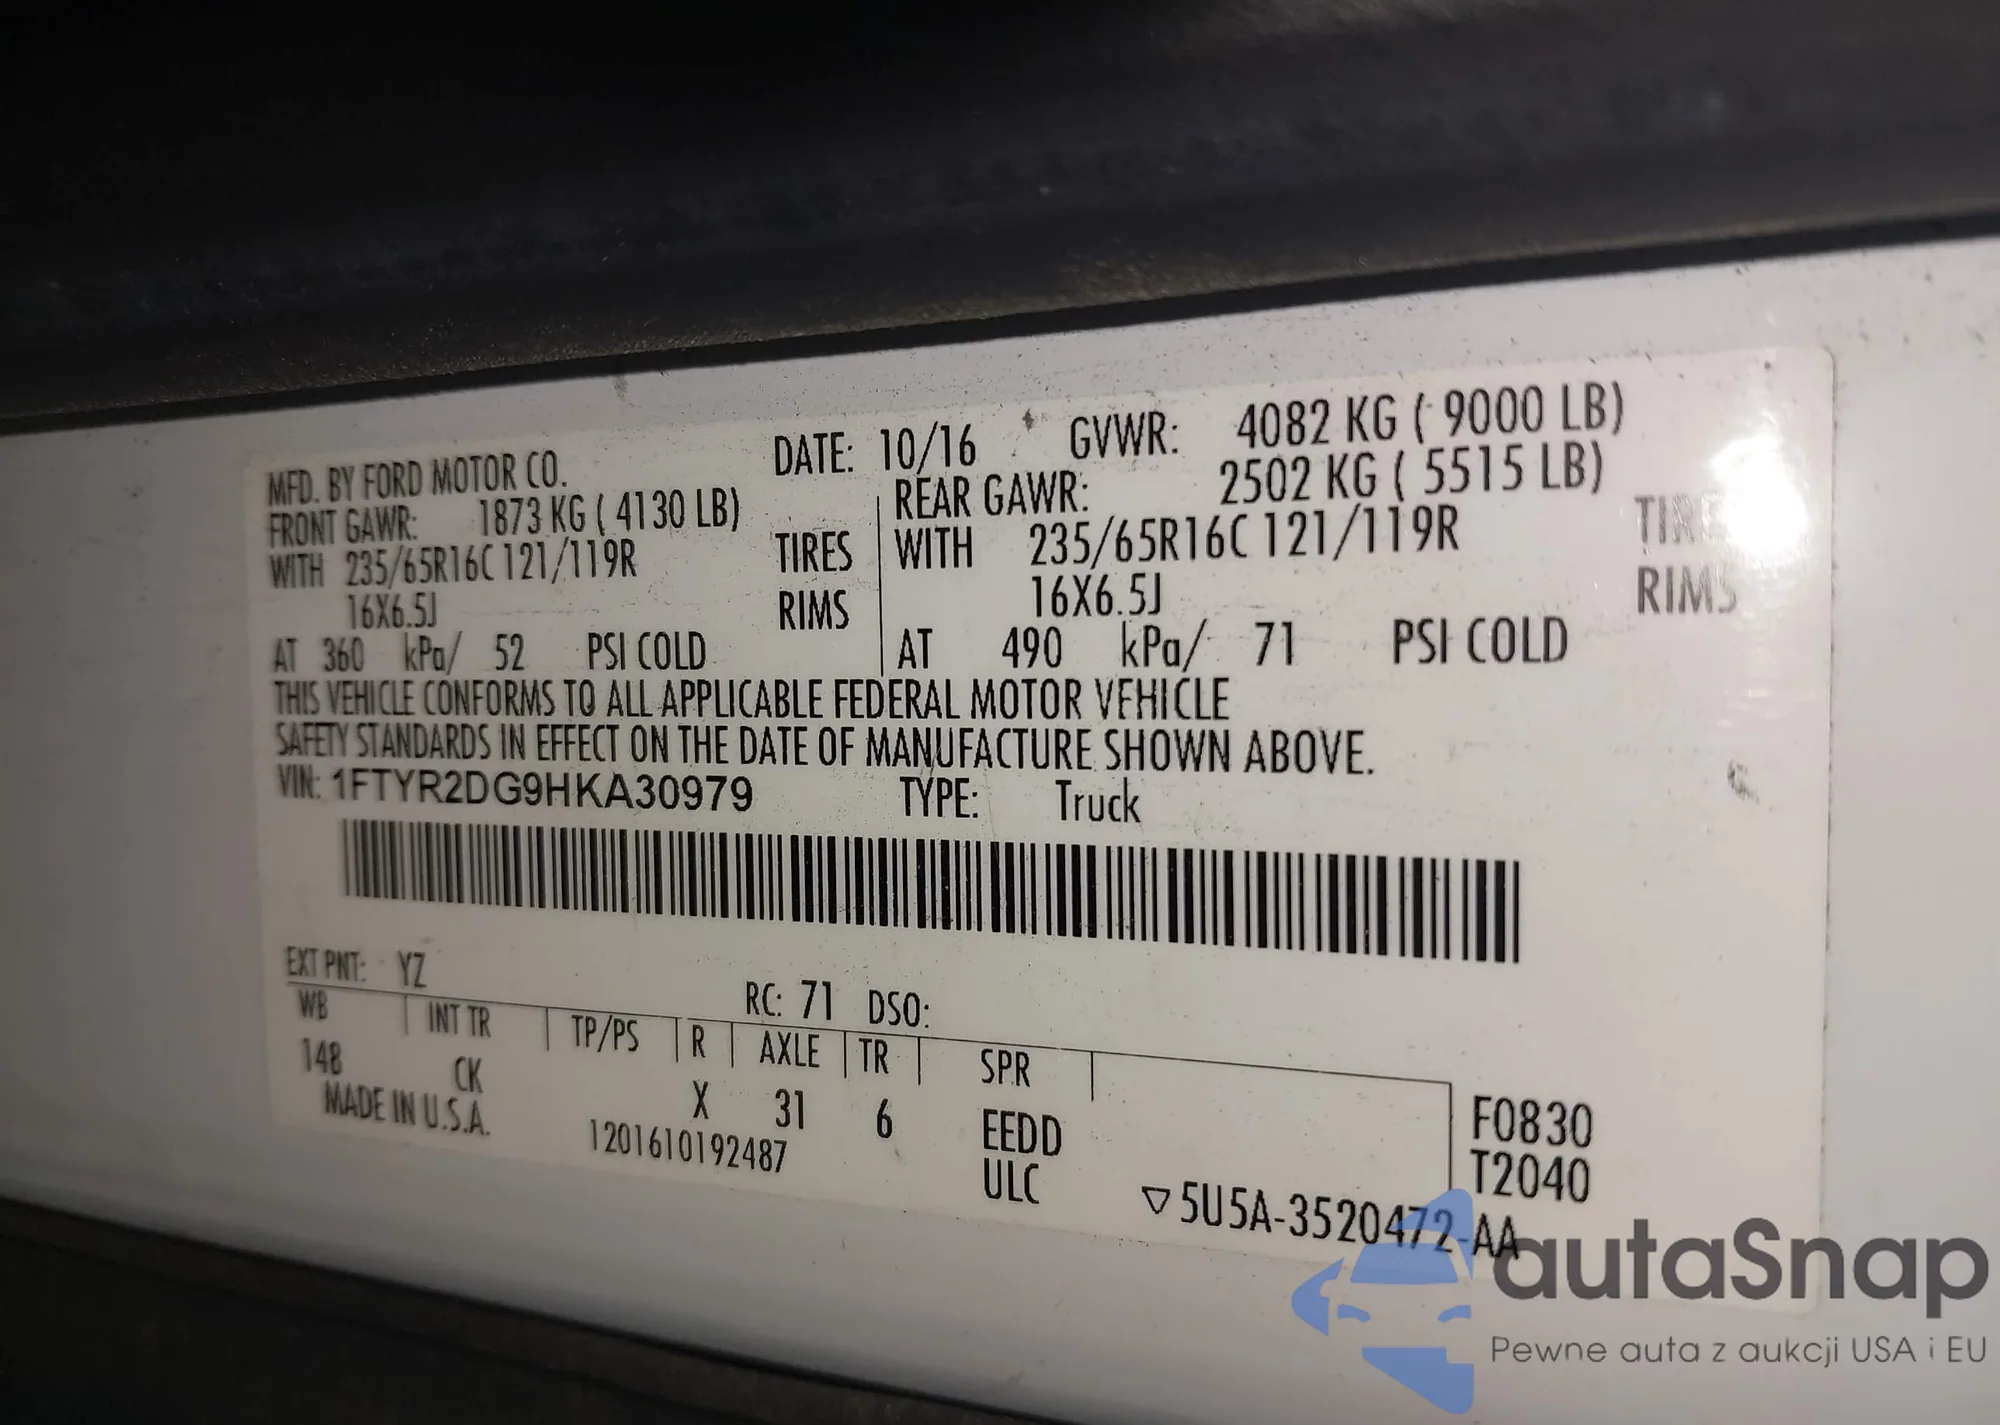 MFD. BY FORD MOTOR CO. DATE: 10/16 GVWR: 4082 KG ( 9000 LB)
FRONT GAWR: 1873 KG ( 4130 LB) REAR GAWR: 2502 KG ( 5515 LB)
WITH 235/65R16C 121/119R TIRES WITH 235/65R16C 121/119R TIRES
16X6.5J RIMS 16X6.5J RIMS
AT 360 kPa/ 52 PSI COLD AT 490 kPa/ 71 PSI COLD
THIS VEHICLE CONFORMS TO ALL APPLICABLE FEDERAL MOTOR VEHICLE
SAFETY STANDARDS IN EFFECT ON THE DATE OF MANUFACTURE SHOWN ABOVE.
VIN: 1FTYR2DG9HKA30979 TYPE: Truck
EXT PNT: YZ RC: 71 DSO:
WB INT TR TP/PS R AXLE TR SPR
148 CK X 31 6 EEDD F0830
MADE IN U.S.A. 1201610192487 ULC T2040
▽5U5A-3520472-AA
autaSnap
Pewne auta z aukcji USA i EU